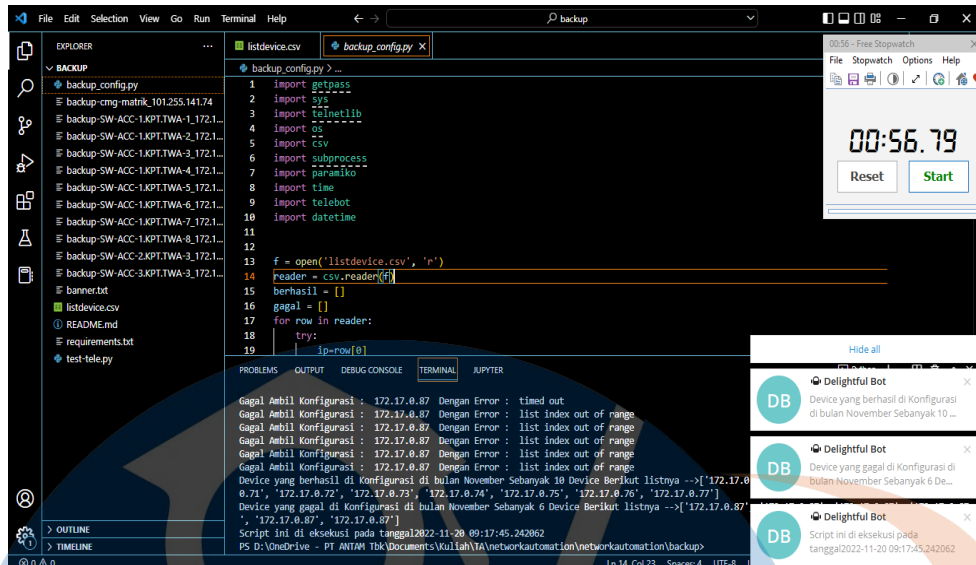 File Edit Selection View Go Run Terminal Help
backup
EXPLORER
BACKUP
backup_config.py
backup-cmg-matrik_101.255.141.74
backup-SW-ACC-1.KPT.TWA-1_172.1...
backup-SW-ACC-1.KPT.TWA-2_172.1...
backup-SW-ACC-1.KPT.TWA-3_172.1...
backup-SW-ACC-1.KPT.TWA-4_172.1...
backup-SW-ACC-1.KPT.TWA-5_172.1...
backup-SW-ACC-1.KPT.TWA-6_172.1...
backup-SW-ACC-1.KPT.TWA-7_172.1...
backup-SW-ACC-1.KPT.TWA-8_172.1...
backup-SW-ACC-2.KPT.TWA-3_172.1...
backup-SW-ACC-3.KPT.TWA-3_172.1...
banner.txt
listdevice.csv
README.md
requirements.txt
test-tele.py
OUTLINE
TIMELINE
listdevice.csv
backup_config.py
backup_config.py > ...
1 import getpass
2 import sys
3 import telnetlib
4 import os
5 import csv
6 import subprocess
7 import paramiko
8 import time
9 import telebot
10 import datetime
11
12
13 f = open('listdevice.csv', 'r')
14 reader = csv.reader(f)
15 berhasil = []
16 gagal = []
17 for row in reader:
18 try:
19 ip=row[0]
PROBLEMS OUTPUT DEBUG CONSOLE TERMINAL JUPYTER
Gagal Ambil Konfigurasi : 172.17.0.87 Dengan Error : timed out
Gagal Ambil Konfigurasi : 172.17.0.87 Dengan Error : list index out of range
Gagal Ambil Konfigurasi : 172.17.0.87 Dengan Error : list index out of range
Gagal Ambil Konfigurasi : 172.17.0.87 Dengan Error : list index out of range
Gagal Ambil Konfigurasi : 172.17.0.87 Dengan Error : list index out of range
Gagal Ambil Konfigurasi : 172.17.0.87 Dengan Error : list index out of range
Device yang berhasil di Konfigurasi di bulan November Sebanyak 10 Device Berikut listnya -->['172.17.0
0.71', '172.17.0.72', '172.17.0.73', '172.17.0.74', '172.17.0.75', '172.17.0.76', '172.17.0.77']
Device yang gagal di Konfigurasi di bulan November Sebanyak 6 Device Berikut listnya -->['172.17.0.87'
', '172.17.0.87', '172.17.0.87']
Script ini di eksekusi pada tanggal2022-11-20 09:17:45.242062
PS D:\OneDrive - PT ANTAM Tbk\Documents\Kuliah\TA\networkautomation\networkautomation\backup>
00:56 - Free Stopwatch
File Stopwatch Options Help
00:56.79
Reset Start
Hide all
DB
Delightful Bot
Device yang berhasil di Konfigurasi
di bulan November Sebanyak 10 ...
DB
Delightful Bot
Device yang gagal di Konfigurasi di
bulan November Sebanyak 6 De...
DB
Delightful Bot
Script ini di eksekusi pada
tanggal2022-11-20 09:17:45.242062
0 0
Ln 14, Col 23 Spaces: 4 UTF-8